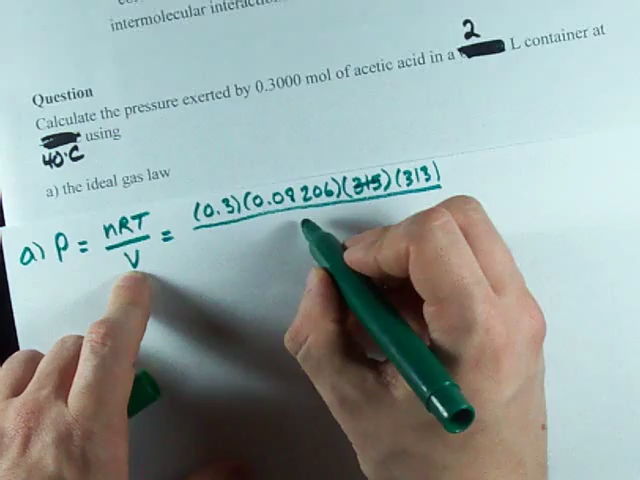 intermolecular interactio
Question
Calculate the pressure exerted by 0.3000 mol of acetic acid in a 2 L container at
40°C using
a) the ideal gas law
a) P = nRT / V = (0.3)(0.08206)(315)(313)